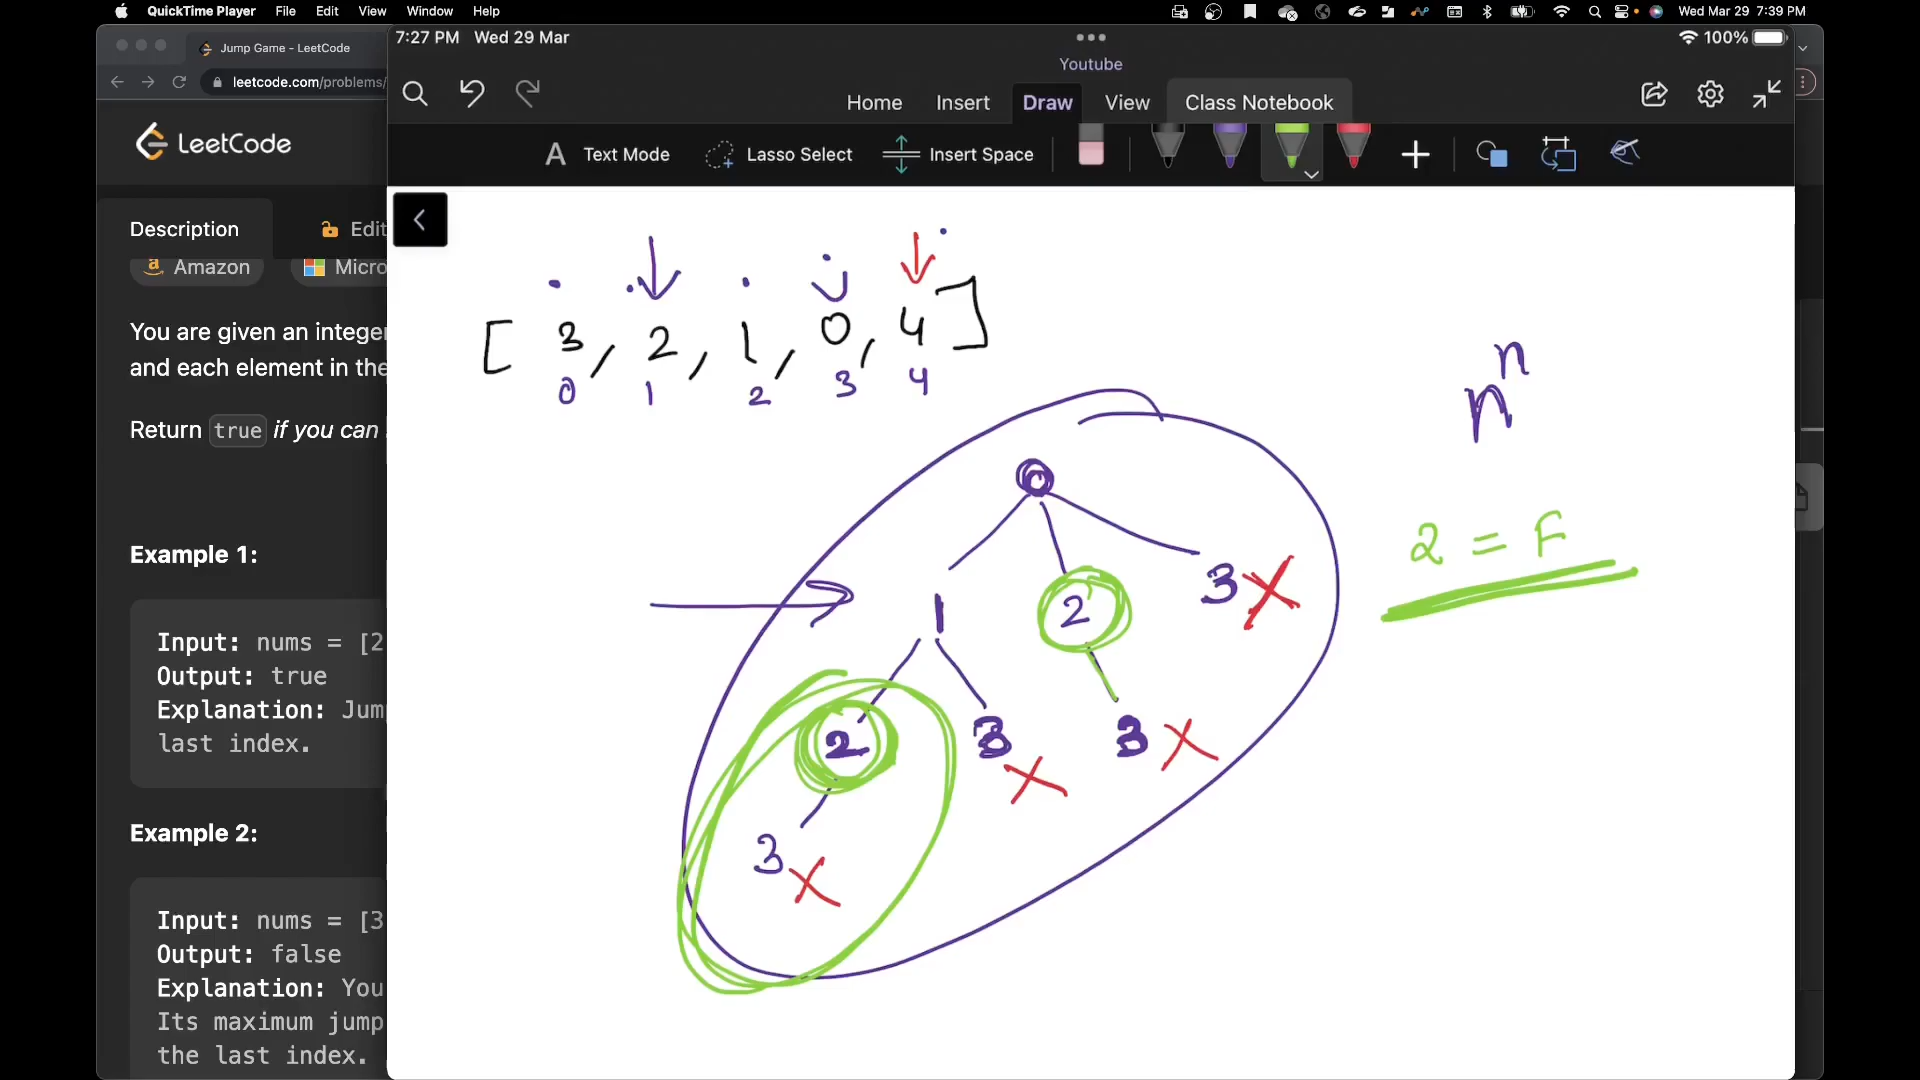 QuickTime Player File Edit View Window Help
Wed Mar 29 7:39 PM
Jump Game - LeetCode
leetcode.com/problems/
7:27 PM Wed 29 Mar
100%
Youtube
Home Insert Draw View Class Notebook
A Text Mode Lasso Select Insert Space
LeetCode
Description Edit
Amazon Micro
You are given an integer
and each element in the
Return true if you can
Example 1:
Input: nums = [2
Output: true
Explanation: Jum
last index.
Example 2:
Input: nums = [3
Output: false
Explanation: You
Its maximum jump
the last index.
[ 3, 2, 1, 0, 4 ]
0 1 2 3 4
n^n
0
1 2 3 X
2 3 X 3 X
3 X
2 = F